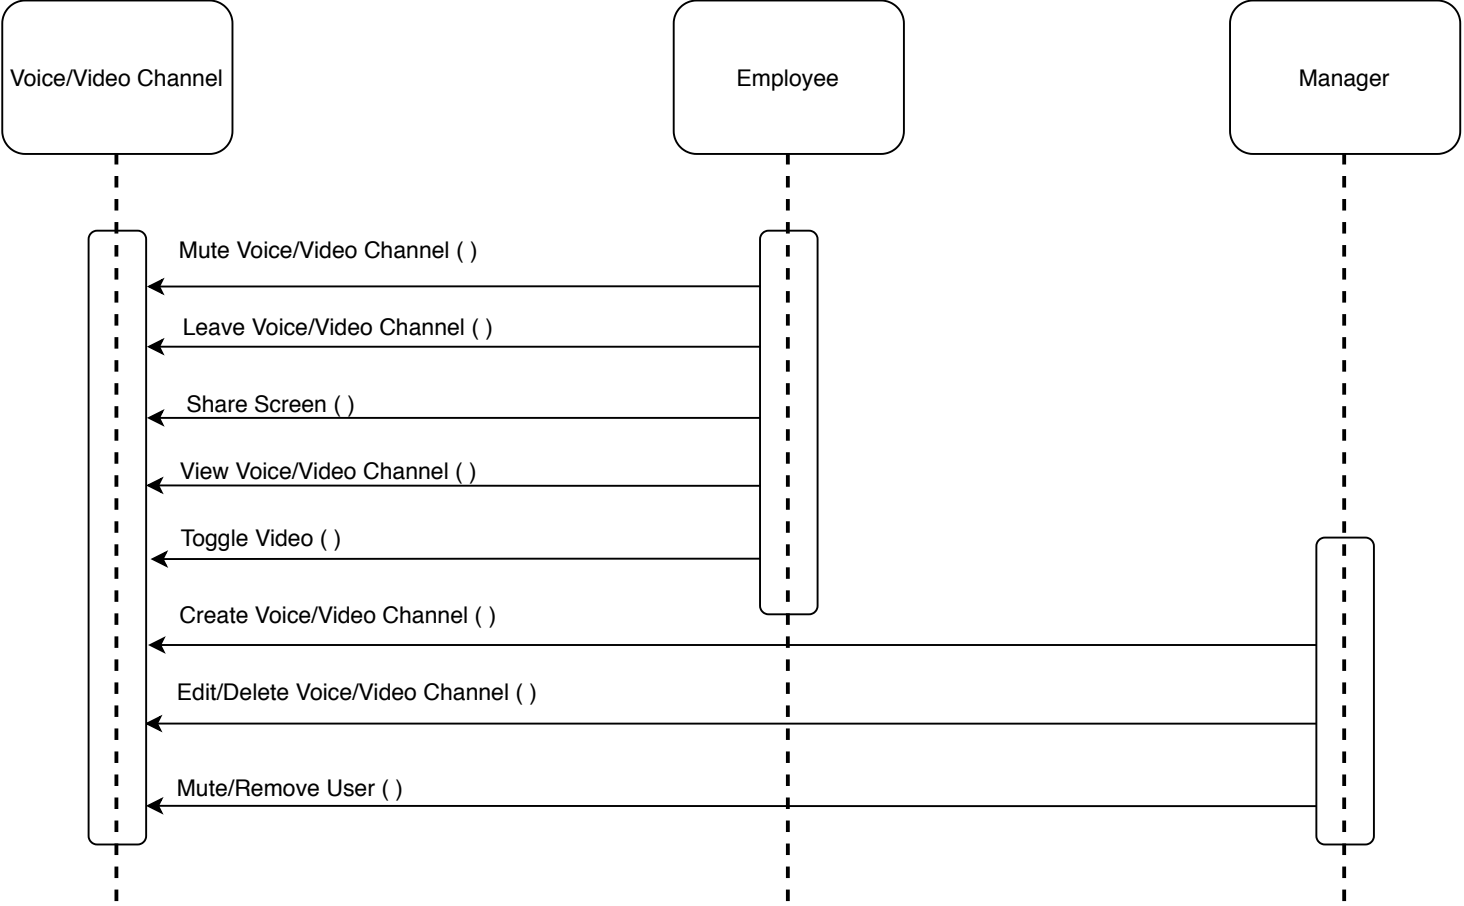 Voice/Video Channel
Employee
Manager
Mute Voice/Video Channel ( )
Leave Voice/Video Channel ( )
Share Screen ( )
View Voice/Video Channel ( )
Toggle Video ( )
Create Voice/Video Channel ( )
Edit/Delete Voice/Video Channel ( )
Mute/Remove User ( )